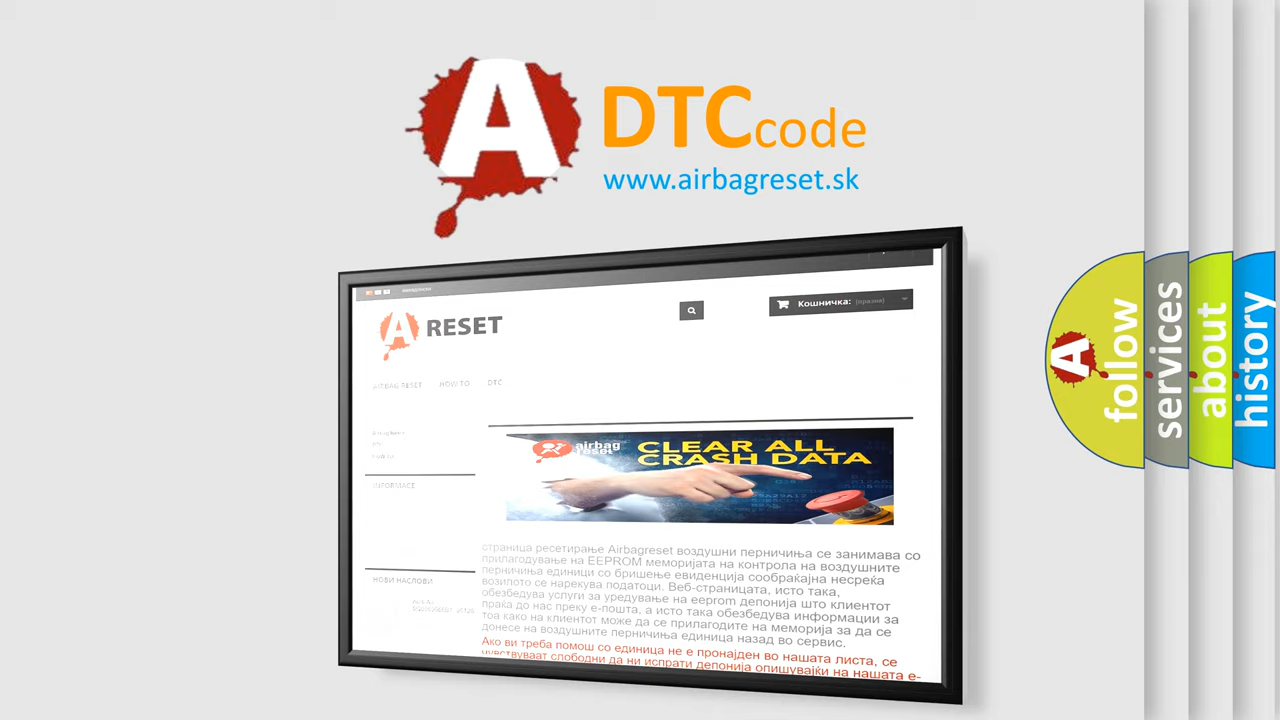 A
DTC code
www.airbagreset.sk
Кошничка: (празни)
A RESET
AIRBAG RESET HOW TO DTC
airbag reset
CLEAR ALL
CRASH DATA
INFORMACE
НОВИ НАСЛОВИ
страница ресетирање Airbagreset воздушни перничиња се занимава со
прилагодување на EEPROM меморијата на контрола на воздушните
перничиња единици со бришење евиденција сообраќајна несреќа
возилото се нарекува податоци. Веб-страницата, исто така,
обезбедува услуги за уредување на eeprom депонија што клиентот
праќа до нас преку е-пошта, а исто така обезбедува информации за
тоа како на клиентот може да се прилагодите на меморија за да се
донесе на воздушните перничиња единица назад во сервис.
Ако ви треба помош со единица не е пронајден во нашата листа, се
чувствуваат слободни да ни испрати депонија опишувајќи на нашата е-
A
follow
services
about
history